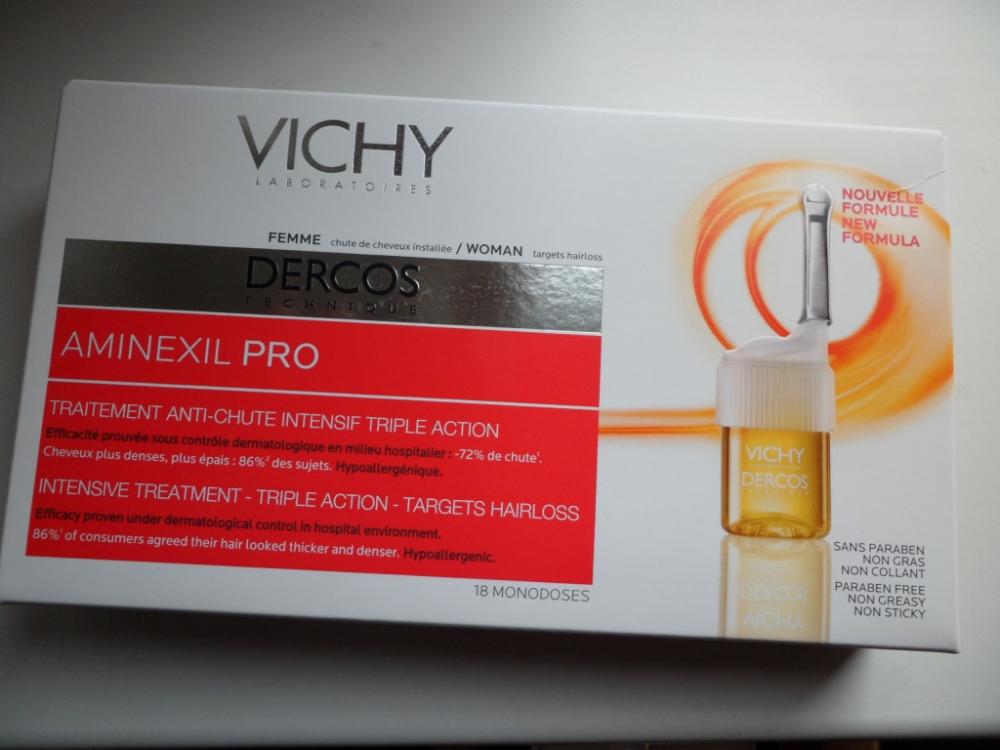 VICHY
LABORATOIRES
FEMME chute de cheveux installée / WOMAN targets hairloss
DERCOS
TECHNIQUE
AMINEXIL PRO
TRAITEMENT ANTI-CHUTE INTENSIF TRIPLE ACTION
Efficacité prouvée sous contrôle dermatologique en milieu hospitalier : -72% de chute¹.
Cheveux plus denses, plus épais : 86%² des sujets. Hypoallergénique.
INTENSIVE TREATMENT - TRIPLE ACTION - TARGETS HAIRLOSS
Efficacy proven under dermatological control in hospital environment.
86% of consumers agreed their hair looked thicker and denser. Hypoallergenic.
18 MONODOSES
NOUVELLE
FORMULE
NEW
FORMULA
VICHY
LABORATOIRES
DERCOS
SANS PARABEN
NON GRAS
NON COLLANT
PARABEN FREE
NON GREASY
NON STICKY